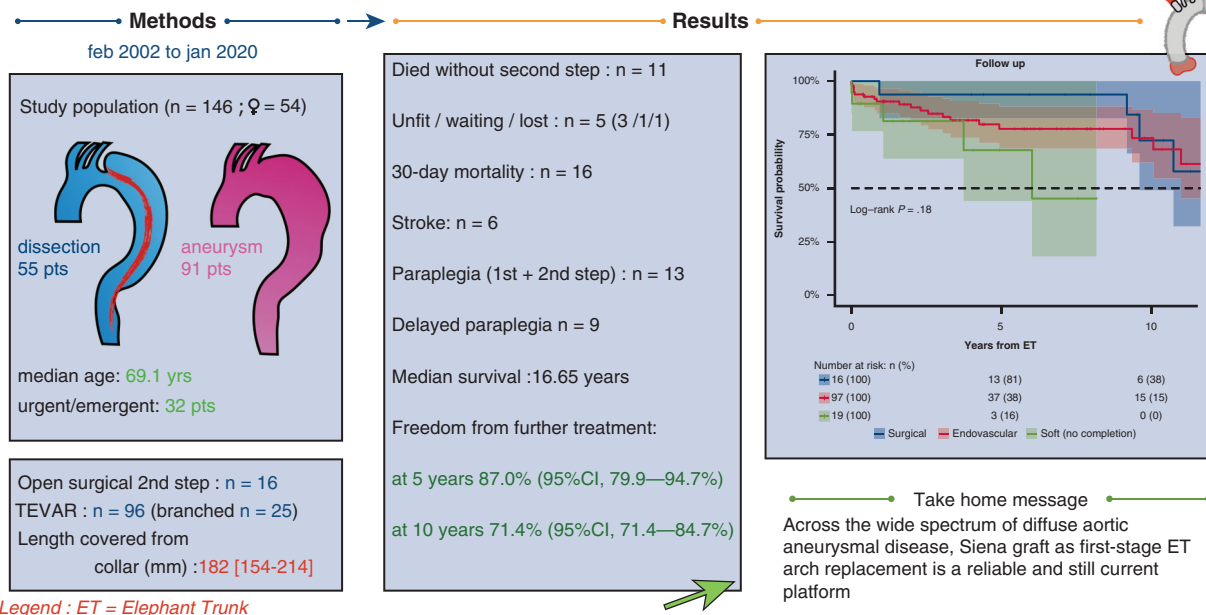 Methods
Results
feb 2002 to jan 2020
Study population (n = 146 ; ♀ = 54)
dissection
55 pts
aneurysm
91 pts
median age: 69.1 yrs
urgent/emergent: 32 pts
Open surgical 2nd step : n = 16
TEVAR : n = 96 (branched n = 25)
Length covered from
collar (mm) :182 [154-214]
Legend : ET = Elephant Trunk
Died without second step : n = 11
Unfit / waiting / lost : n = 5 (3 /1/1)
30-day mortality : n = 16
Stroke: n = 6
Paraplegia (1st + 2nd step) : n = 13
Delayed paraplegia n = 9
Median survival :16.65 years
Freedom from further treatment:
at 5 years 87.0% (95%CI, 79.9—94.7%)
at 10 years 71.4% (95%CI, 71.4—84.7%)
Follow up
Survival probability
100%
75%
50%
25%
0%
Log–rank P = .18
0 5 10
Years from ET
Number at risk: n (%)
16 (100) 13 (81) 6 (38)
97 (100) 37 (38) 15 (15)
19 (100) 3 (16) 0 (0)
Surgical Endovascular Soft (no completion)
Take home message
Across the wide spectrum of diffuse aortic
aneurysmal disease, Siena graft as first-stage ET
arch replacement is a reliable and still current
platform